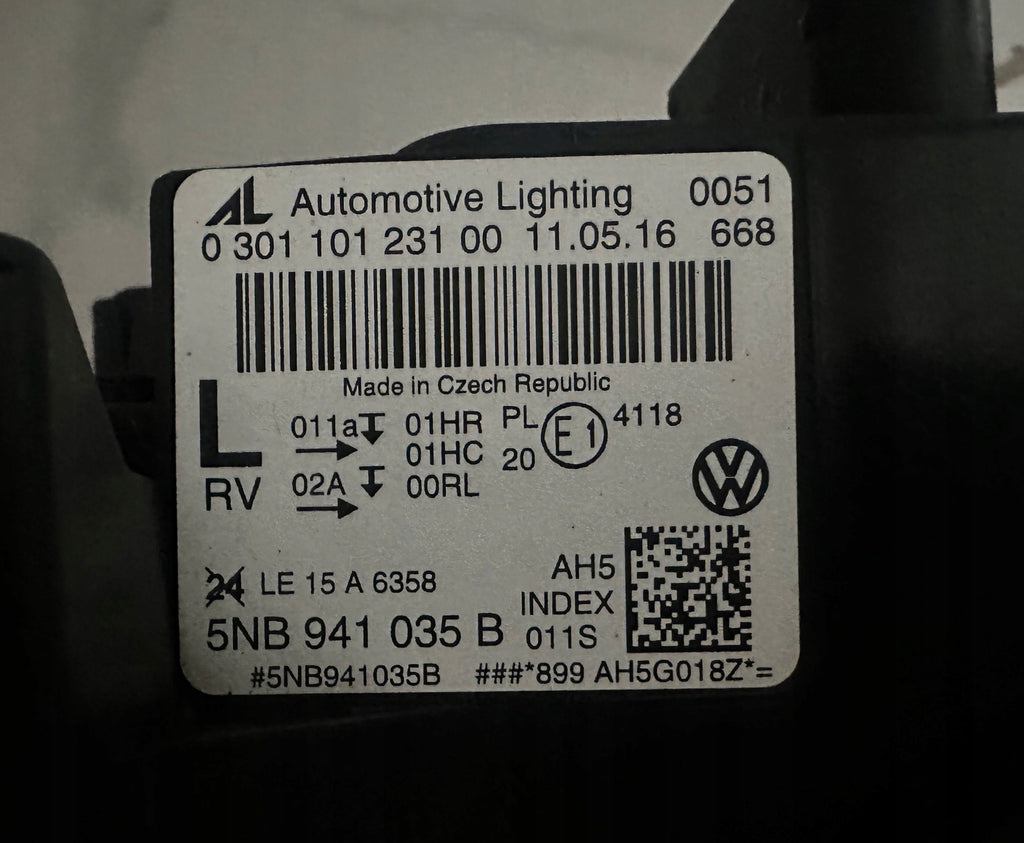 AL Automotive Lighting 0051
0 301 101 231 00 11.05.16 668
Made in Czech Republic
L 011a 01HR PL E1 4118
01HC 20
RV 02A 00RL
24 LE 15 A 6358 AH5
INDEX
5NB 941 035 B 011S
#5NB941035B ###*899 AH5G018Z*=